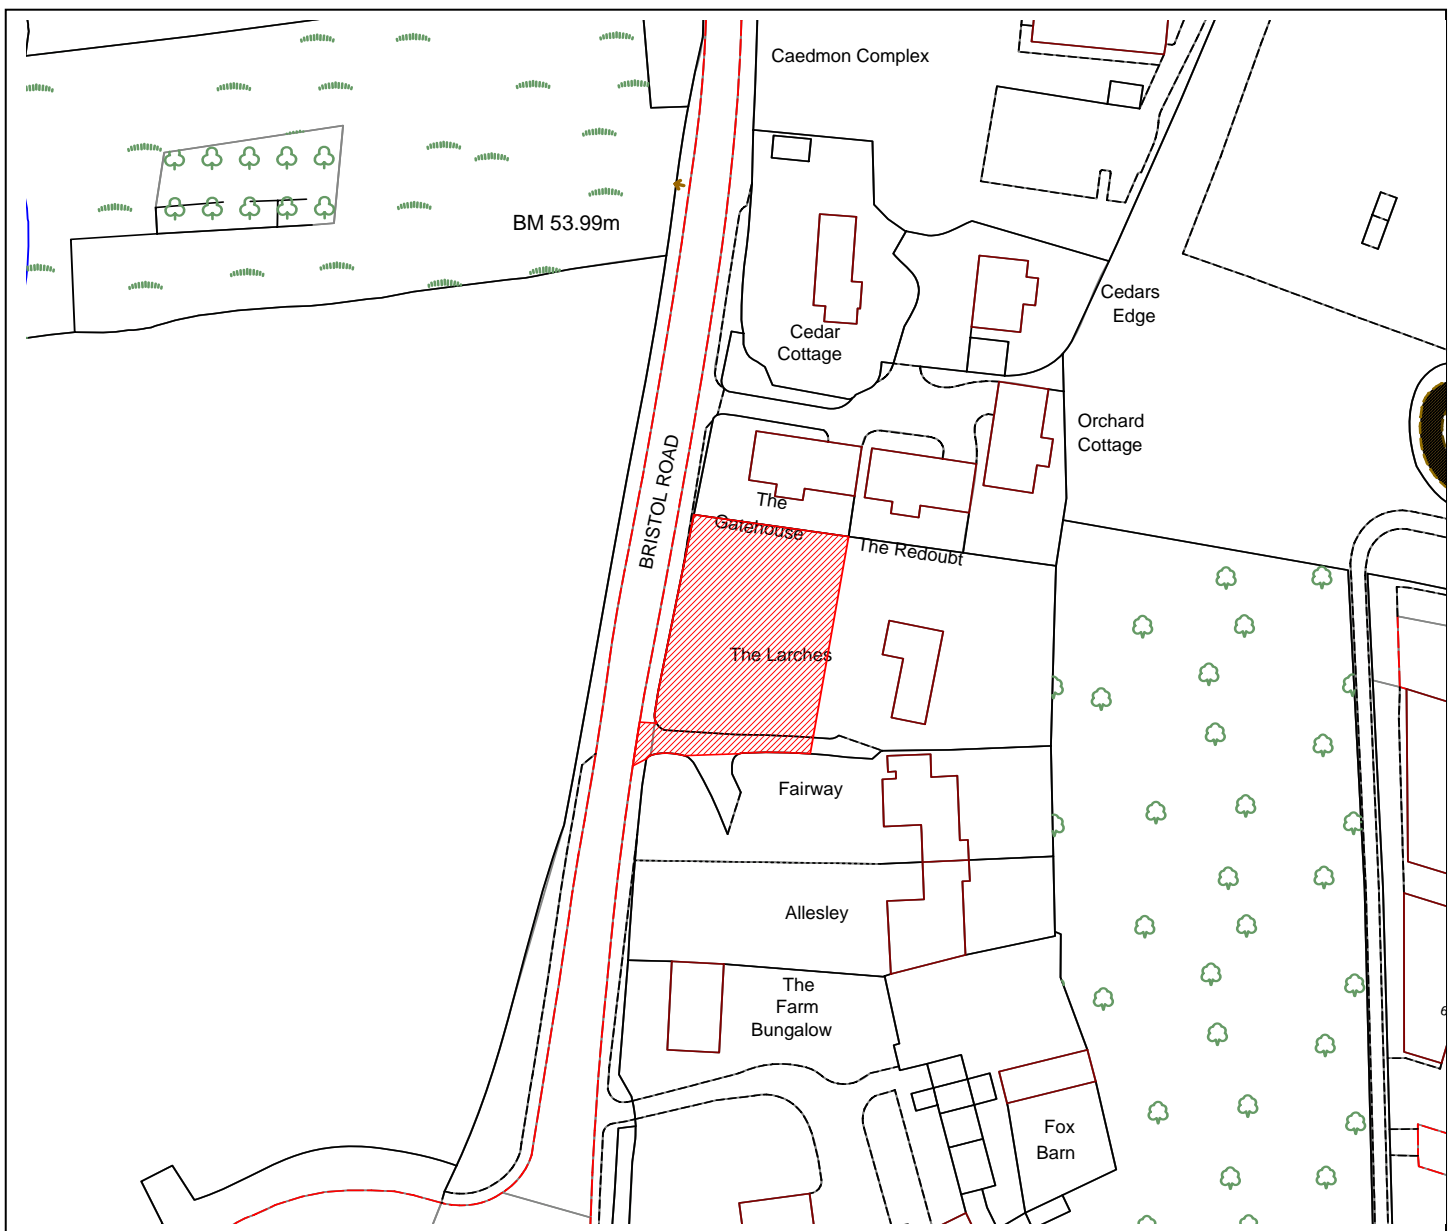 Caedmon Complex
BM 53.99m
Cedars
Edge
Cedar
Cottage
Orchard
Cottage
BRISTOL ROAD
The
Gatehouse
The Redoubt
The Larches
Fairway
Allesley
The
Farm
Bungalow
Fox
Barn